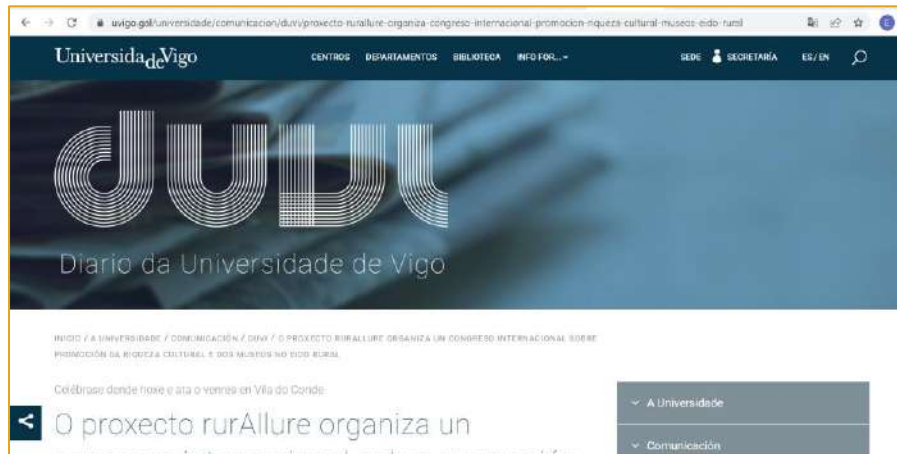 uvigo.gal/universidade/comunicacion/duvi/proxecto-rurallure-organiza-congreso-internacional-promocion-riqueza-cultural-museos-eido-rural
UniversidadeVigo
CENTROS DEPARTAMENTOS BIBLIOTECA INFO FOR...
SEDE SECRETARÍA ES/EN
duvi
Diario da Universidade de Vigo
INICIO / A UNIVERSIDADE / COMUNICACIÓN / DUVI / O PROXECTO RURALLURE ORGANIZA UN CONGRESO INTERNACIONAL SOBRE
PROMOCIÓN DA RIQUEZA CULTURAL E DOS MUSEOS NO EIDO RURAL
Celébrase dende hoxe e ata o venres en Vila do Conde
O proxecto rurAllure organiza un
A Universidade
Comunicación